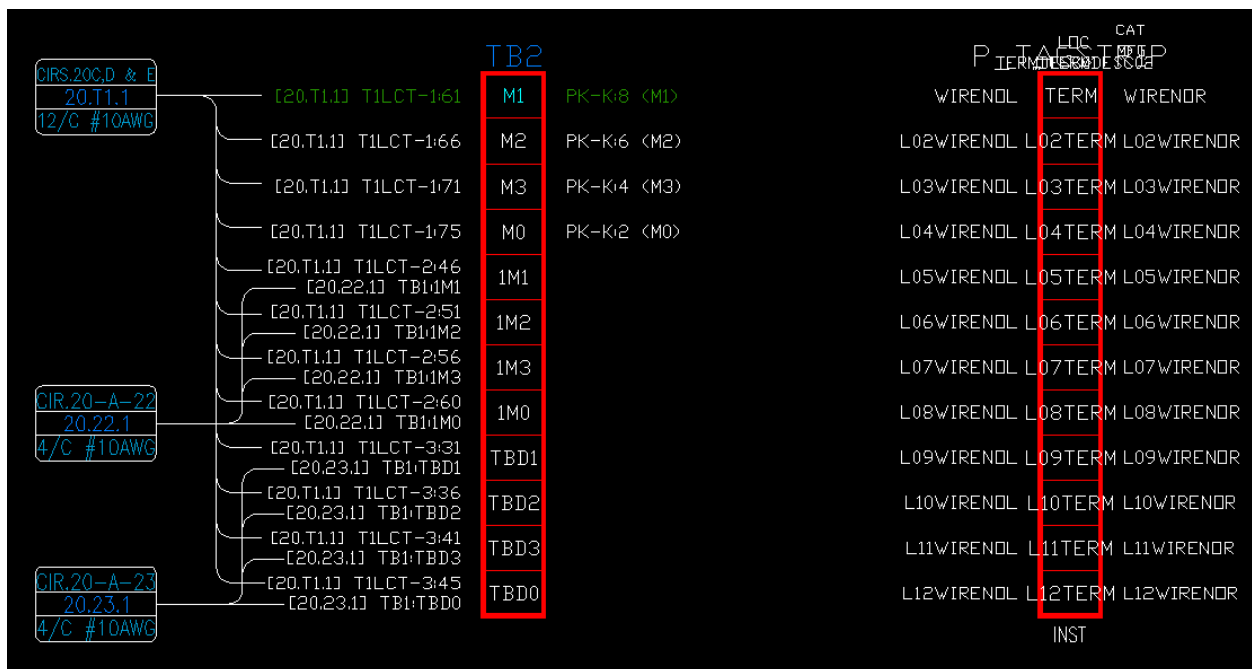 CIRS.20C,D & E
20.T1.1
12/C #10AWG
CIR.20-A-22
20.22.1
4/C #10AWG
CIR.20-A-23
20.23.1
4/C #10AWG
TB2
[20.T1.1] T1LCT-1:61 M1 PK-K:8 (M1)
[20.T1.1] T1LCT-1:66 M2 PK-K:6 (M2)
[20.T1.1] T1LCT-1:71 M3 PK-K:4 (M3)
[20.T1.1] T1LCT-1:75 M0 PK-K:2 (M0)
[20.T1.1] T1LCT-2:46
[20.22.1] TB1:1M1
1M1
[20.T1.1] T1LCT-2:51
[20.22.1] TB1:1M2
1M2
[20.T1.1] T1LCT-2:56
[20.22.1] TB1:1M3
1M3
[20.T1.1] T1LCT-2:60
[20.22.1] TB1:1M0
1M0
[20.T1.1] T1LCT-3:31
[20.23.1] TB1:TBD1
TBD1
[20.T1.1] T1LCT-3:36
[20.23.1] TB1:TBD2
TBD2
[20.T1.1] T1LCT-3:41
[20.23.1] TB1:TBD3
TBD3
[20.T1.1] T1LCT-3:45
[20.23.1] TB1:TBD0
TBD0
CAT
LOC
WIRENOL TERM WIRENOR
L02WIRENOL L02TERM L02WIRENOR
L03WIRENOL L03TERM L03WIRENOR
L04WIRENOL L04TERM L04WIRENOR
L05WIRENOL L05TERM L05WIRENOR
L06WIRENOL L06TERM L06WIRENOR
L07WIRENOL L07TERM L07WIRENOR
L08WIRENOL L08TERM L08WIRENOR
L09WIRENOL L09TERM L09WIRENOR
L10WIRENOL L10TERM L10WIRENOR
L11WIRENOL L11TERM L11WIRENOR
L12WIRENOL L12TERM L12WIRENOR
INST